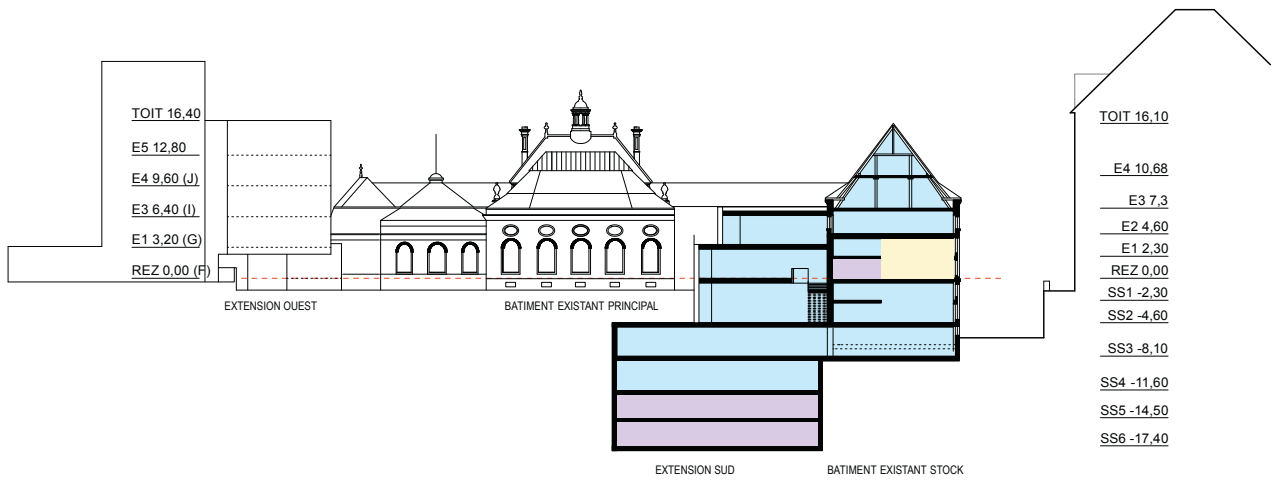 TOIT 16,40
E5 12,80
E4 9,60 (J)
E3 6,40 (I)
E1 3,20 (G)
REZ 0,00 (F)
EXTENSION OUEST
BATIMENT EXISTANT PRINCIPAL
TOIT 16,10
E4 10,68
E3 7,3
E2 4,60
E1 2,30
REZ 0,00
SS1 -2,30
SS2 -4,60
SS3 -8,10
SS4 -11,60
SS5 -14,50
SS6 -17,40
EXTENSION SUD
BATIMENT EXISTANT STOCK